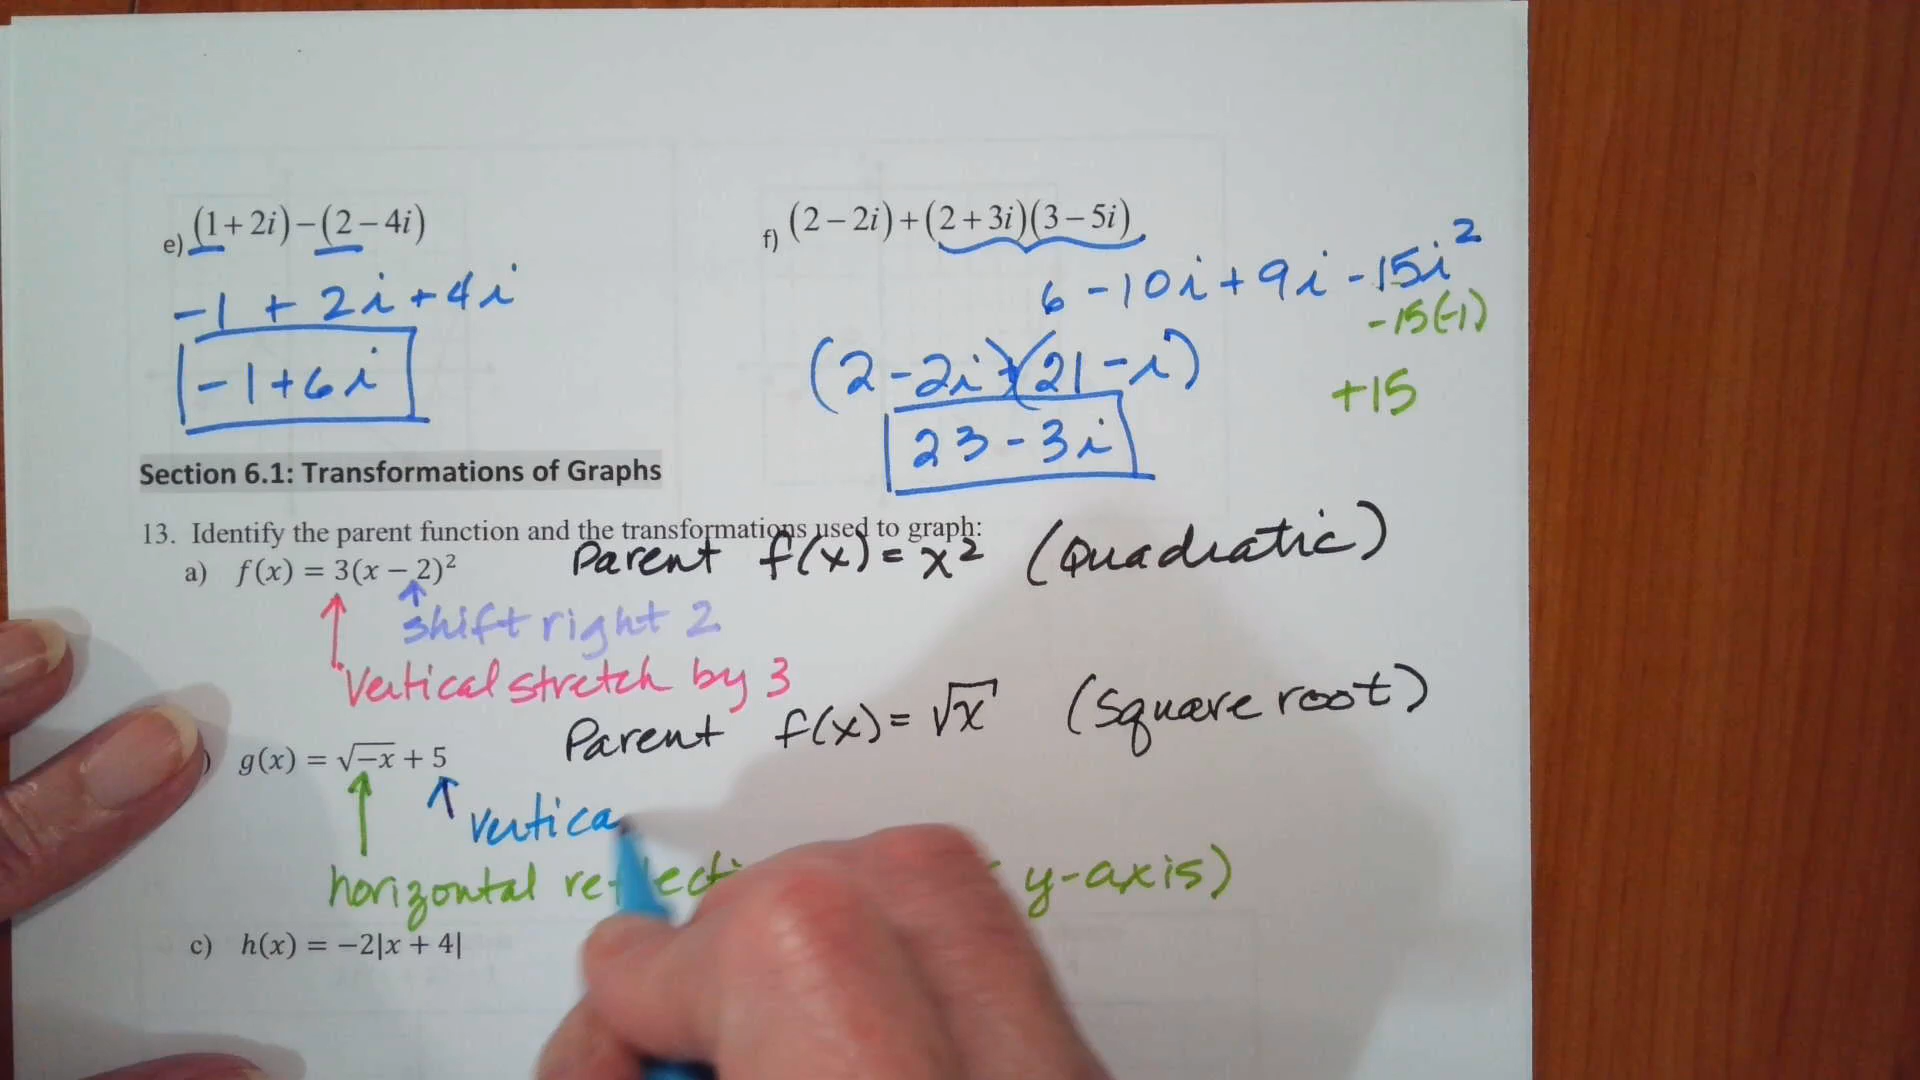 e) (1+2i)−(2−4i)
-1 + 2i+4i
-1+6i
f) (2−2i)+(2+3i)(3−5i)
6 -10i+9i -15i²
-15(-1)
+15
(2-2i)+(21-i)
23-3i
Section 6.1: Transformations of Graphs
13. Identify the parent function and the transformations used to graph:
a) f(x) = 3(x − 2)²
Parent f(x)= x² (Quadratic)
shift right 2
Vertical stretch by 3
Parent f(x)= √x (Square root)
) g(x) = √−x + 5
Vertica
horizontal y-axis)
c) h(x) = −2|x + 4|